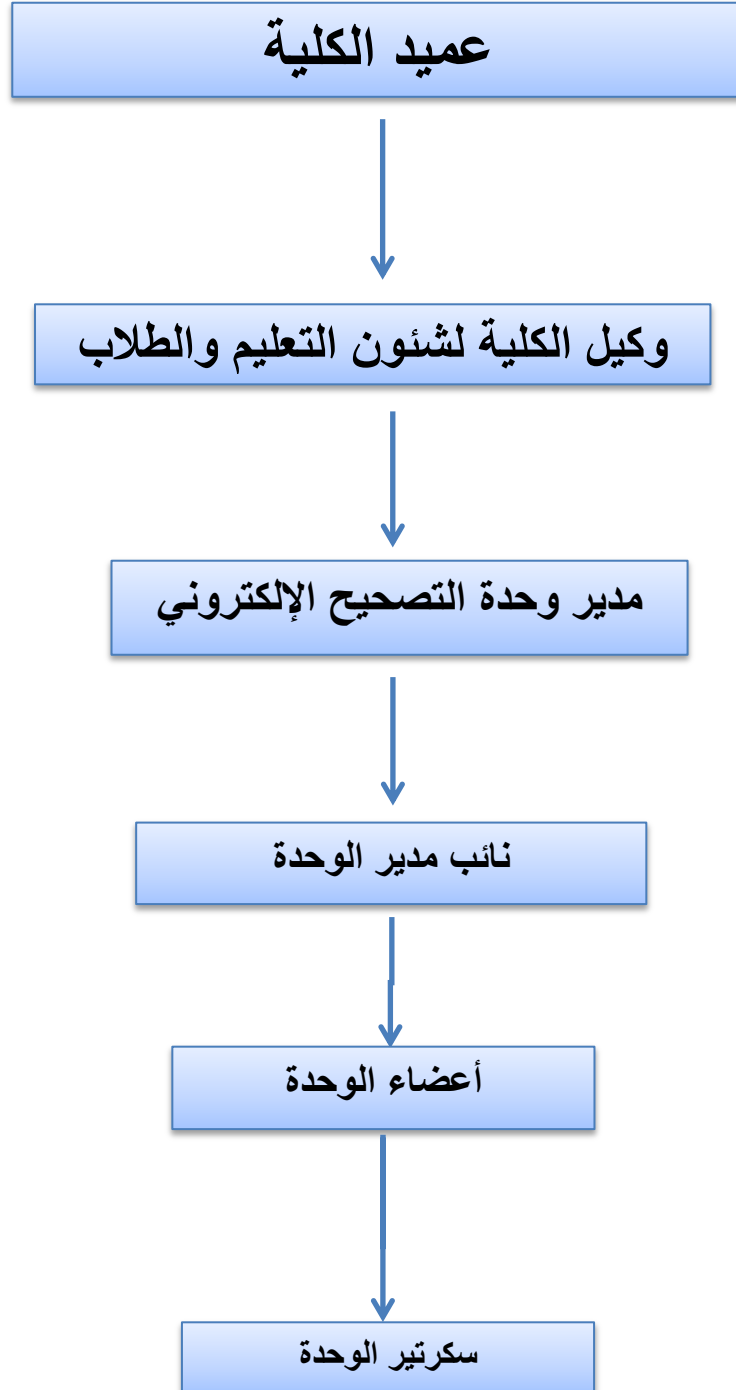 عميد الكلية
وكيل الكلية لشئون التعليم والطلاب
مدير وحدة التصحيح الإلكتروني
نائب مدير الوحدة
أعضاء الوحدة
سكرتير الوحدة